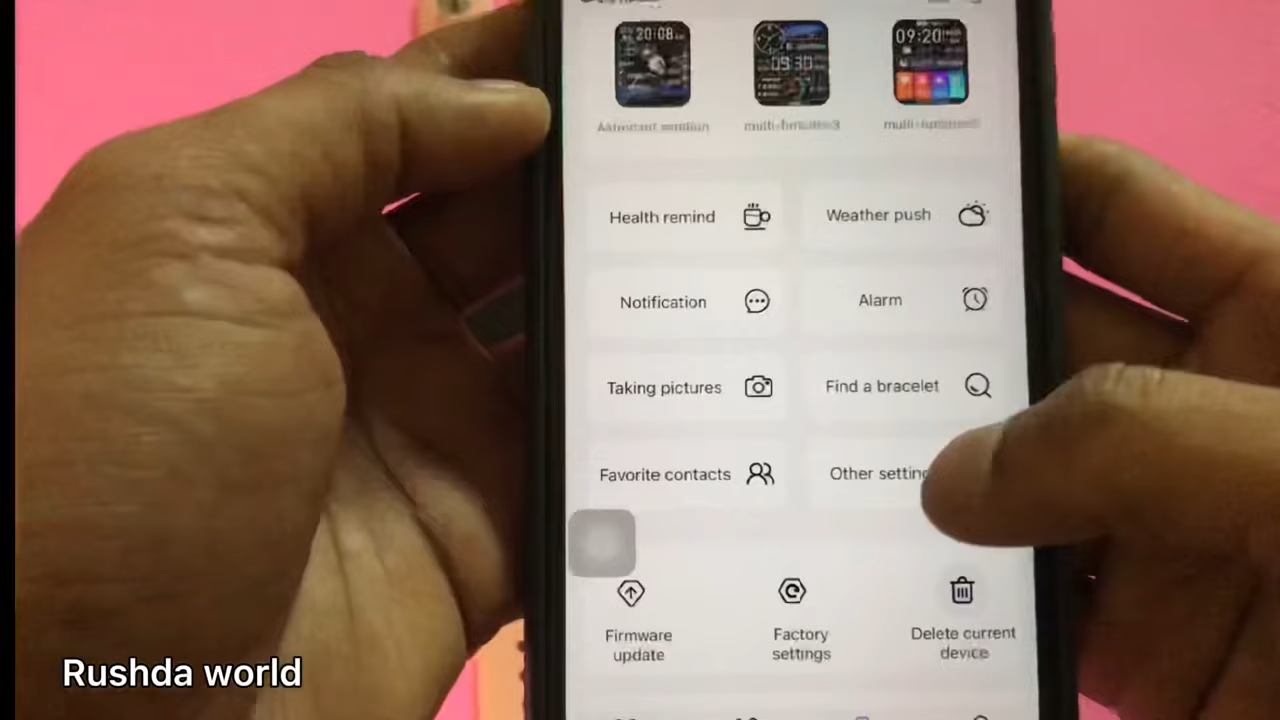 20:08
09:30
09:20
Health remind
Weather push
Notification
Alarm
Taking pictures
Find a bracelet
Favorite contacts
Other setting
Firmware
update
Factory
settings
Delete current
device
Rushda world